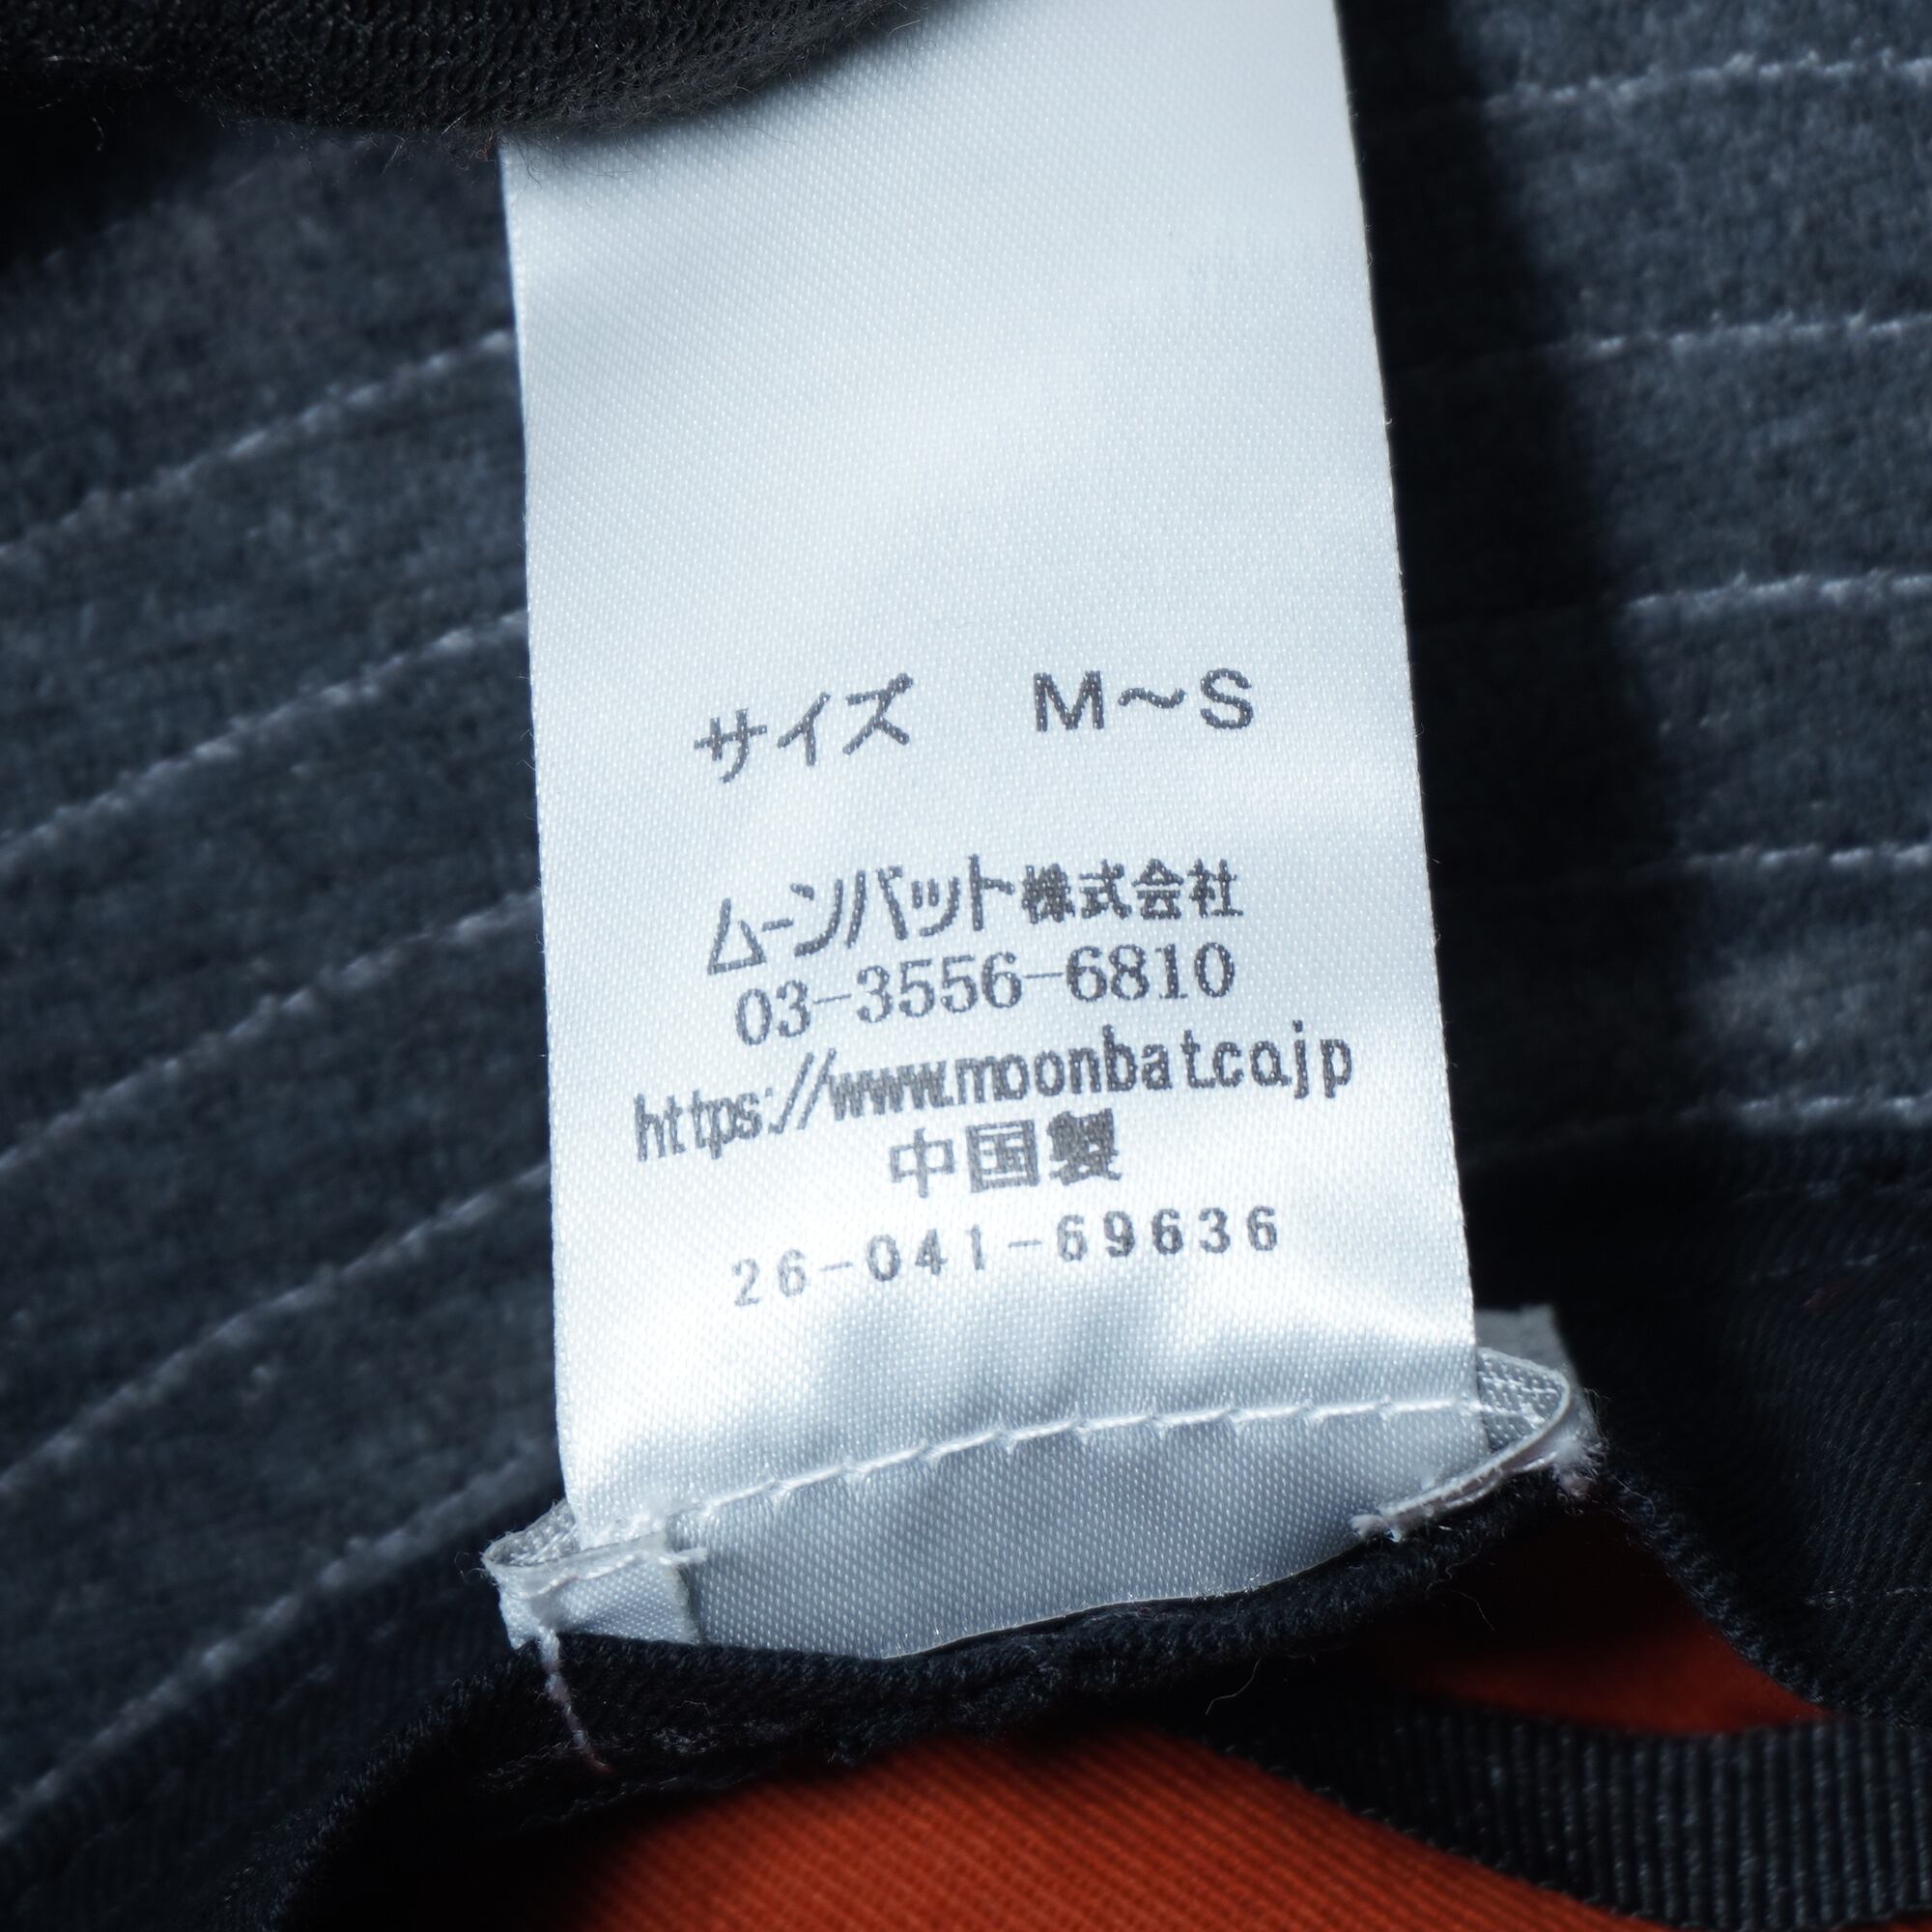 サイズ　M～S
ムーンバット株式会社
03-3556-6810
https://www.moonbat.co.jp
中国製
26-041-69636